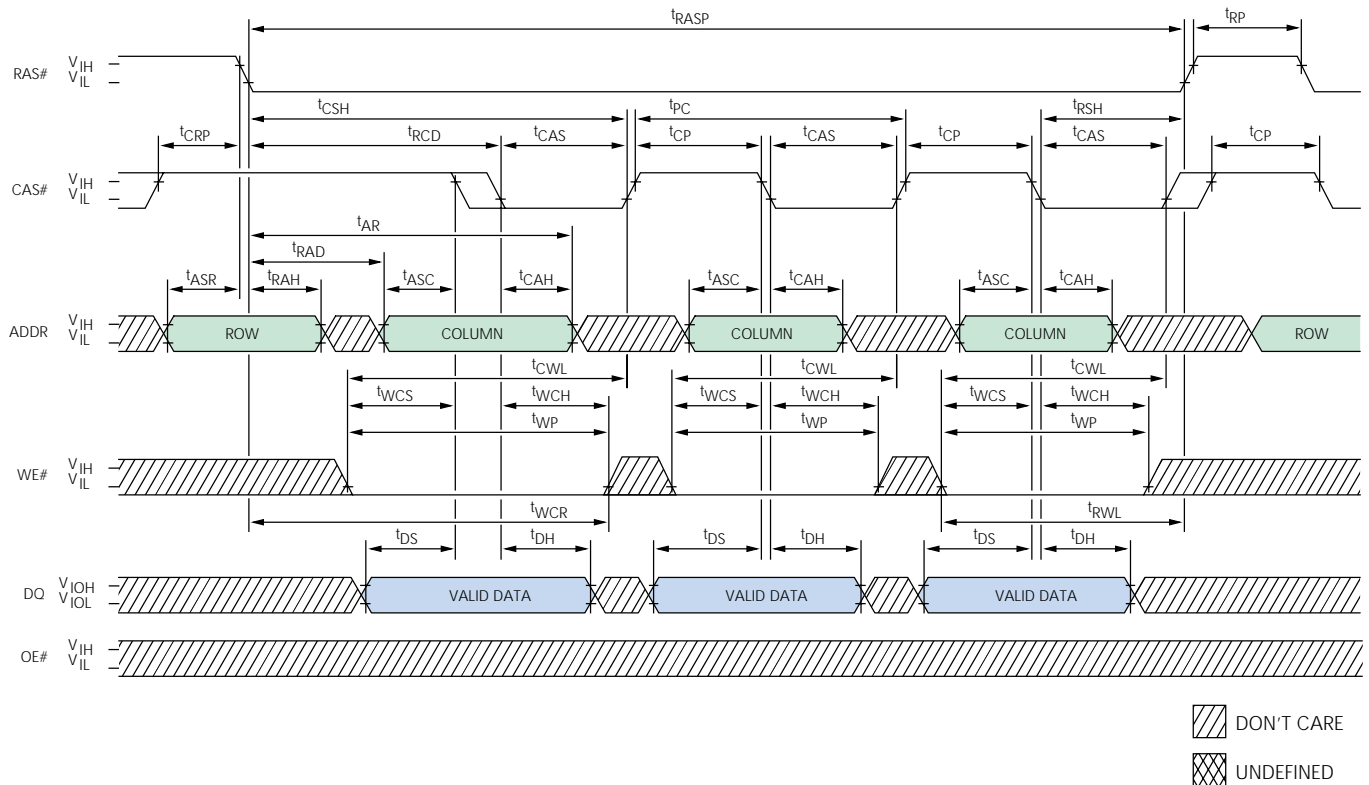 tRASP tRP
RAS# VIH
VIL
tCSH tPC tRSH
tCRP tRCD tCAS tCP tCAS tCP tCAS tCP
CAS# VIH
VIL
tAR
tRAD
tASR tRAH tASC tCAH tASC tCAH tASC tCAH
ADDR VIH
VIL
ROW COLUMN COLUMN COLUMN ROW
tCWL tCWL tCWL
tWCS tWCH tWCS tWCH tWCS tWCH
tWP tWP tWP
WE# VIH
VIL
tWCR tRWL
tDS tDH tDS tDH tDS tDH
DQ VIOH
VIOL
VALID DATA VALID DATA VALID DATA
OE# VIH
VIL
DON'T CARE
UNDEFINED